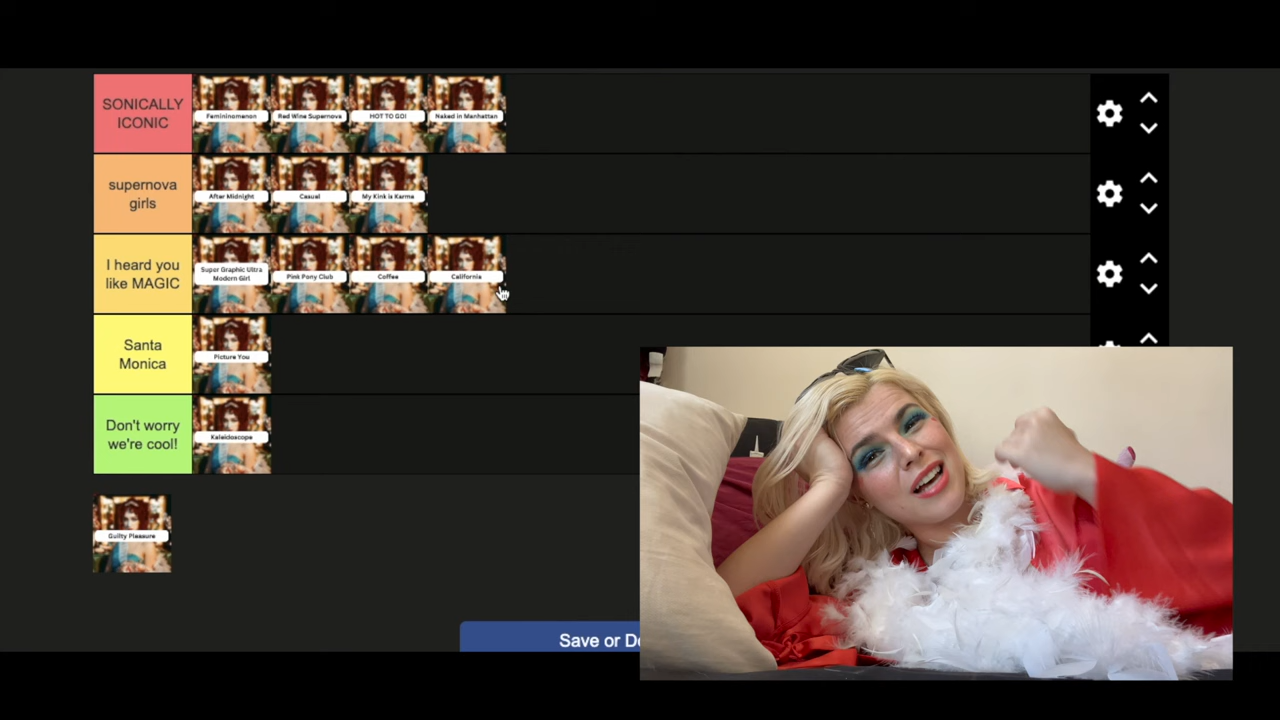 SONICALLY
ICONIC
Femininomenon
Red Wine Supernova
HOT TO GO!
Naked in Manhattan
supernova
girls
After Midnight
Casual
My Kink is Karma
I heard you
like MAGIC
Super Graphic Ultra
Modern Girl
Pink Pony Club
Coffee
California
Santa
Monica
Picture You
Don't worry
we're cool!
Kaleidoscope
Guilty Pleasure
Save or Do